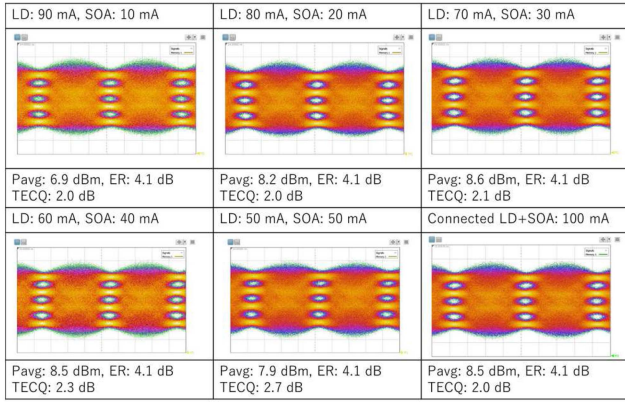 LD: 90 mA, SOA: 10 mA
LD: 80 mA, SOA: 20 mA
LD: 70 mA, SOA: 30 mA
Pavg: 6.9 dBm, ER: 4.1 dB
TECQ: 2.0 dB
Pavg: 8.2 dBm, ER: 4.1 dB
TECQ: 2.0 dB
Pavg: 8.6 dBm, ER: 4.1 dB
TECQ: 2.1 dB
LD: 60 mA, SOA: 40 mA
LD: 50 mA, SOA: 50 mA
Connected LD+SOA: 100 mA
Pavg: 8.5 dBm, ER: 4.1 dB
TECQ: 2.3 dB
Pavg: 7.9 dBm, ER: 4.1 dB
TECQ: 2.7 dB
Pavg: 8.5 dBm, ER: 4.1 dB
TECQ: 2.0 dB